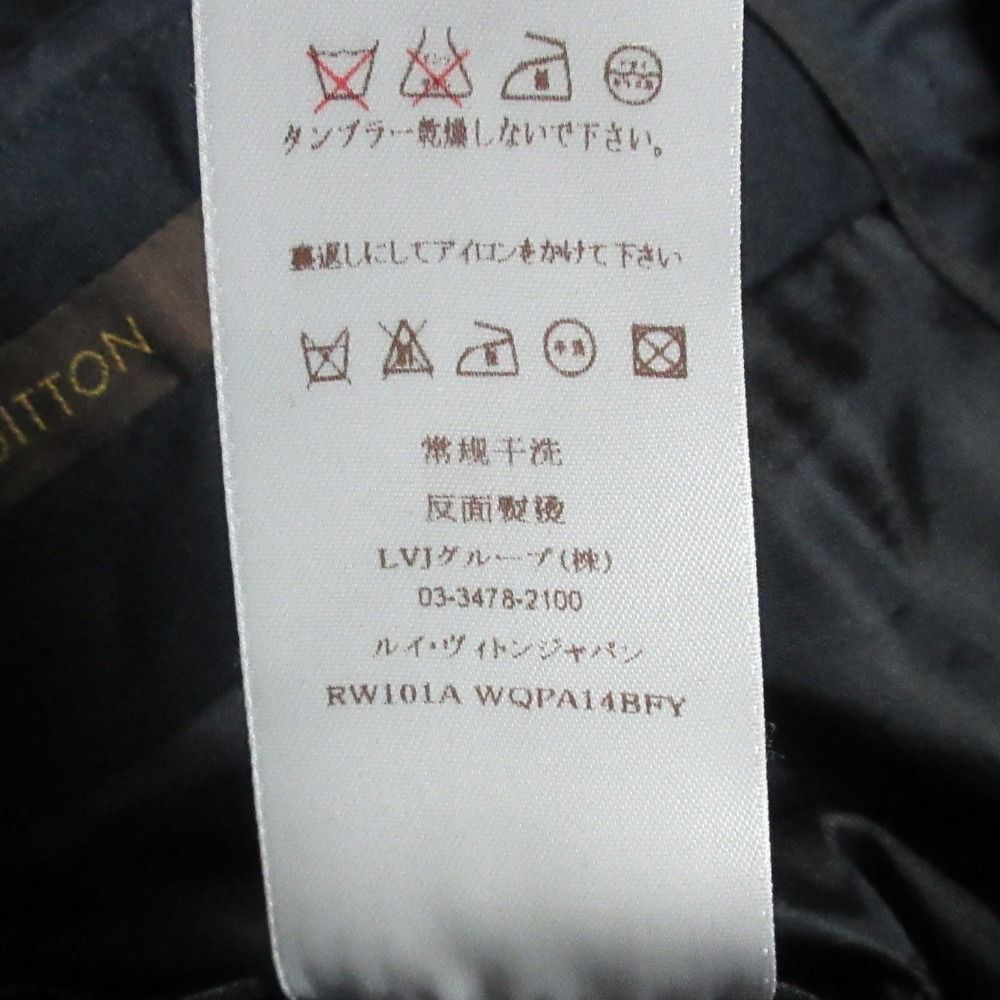 タンブラー乾燥しないで下さい。
裏返しにしてアイロンをかけて下さい
UITTON
常规干洗
反面熨烫
LVJグループ(株)
03-3478-2100
ルイ・ヴィトンジャパン
RW101A WQPA14BFY